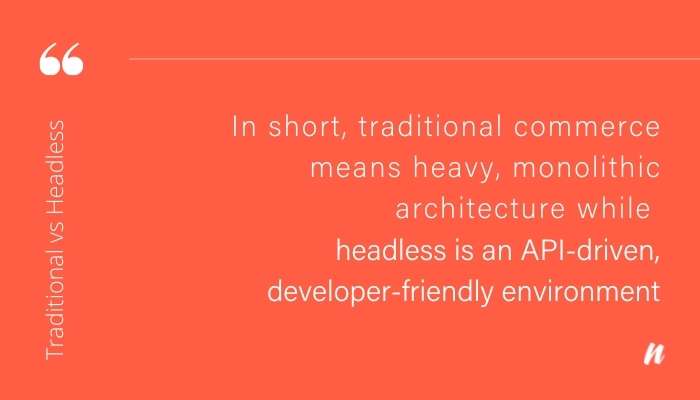 “
Traditional vs Headless
In short, traditional commerce
means heavy, monolithic
architecture while
headless is an API-driven,
developer-friendly environment
n